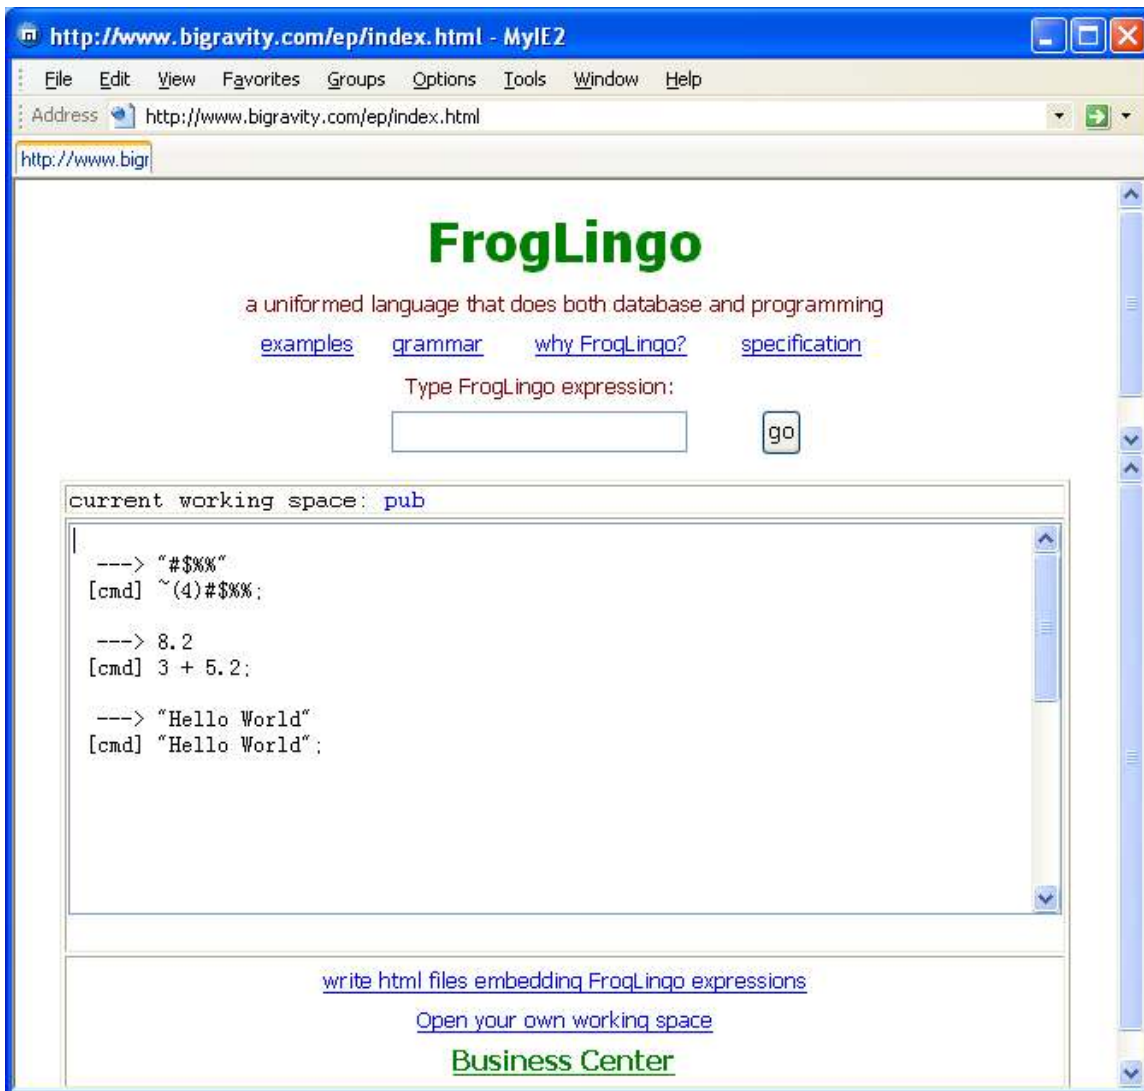 http://www.bigravity.com/ep/index.html - MyIE2
File Edit View Favorites Groups Options Tools Window Help
Address http://www.bigravity.com/ep/index.html
http://www.bigr
FrogLingo
a uniformed language that does both database and programming
examples grammar why FrogLingo? specification
Type FrogLingo expression:
go
current working space: pub
---> "#$%%"
[cmd] ~(4)#$%%;
---> 8.2
[cmd] 3 + 5.2;
---> "Hello World"
[cmd] "Hello World";
write html files embedding FrogLingo expressions
Open your own working space
Business Center